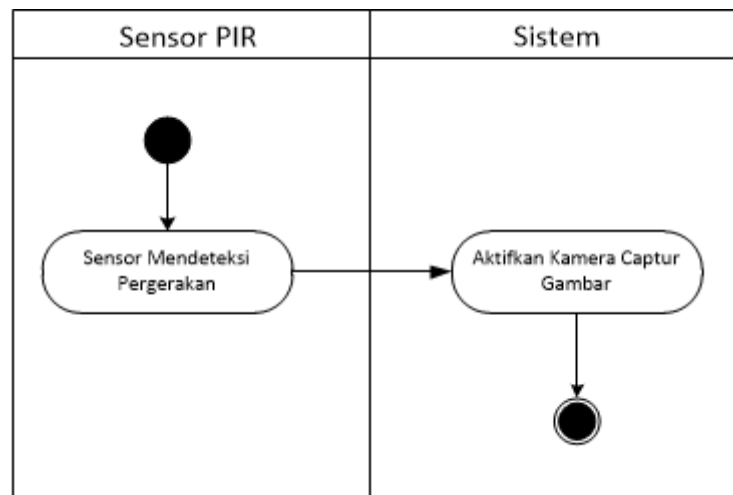 Sensor PIR
Sistem
Sensor Mendeteksi
Pergerakan
Aktifkan Kamera Captur
Gambar